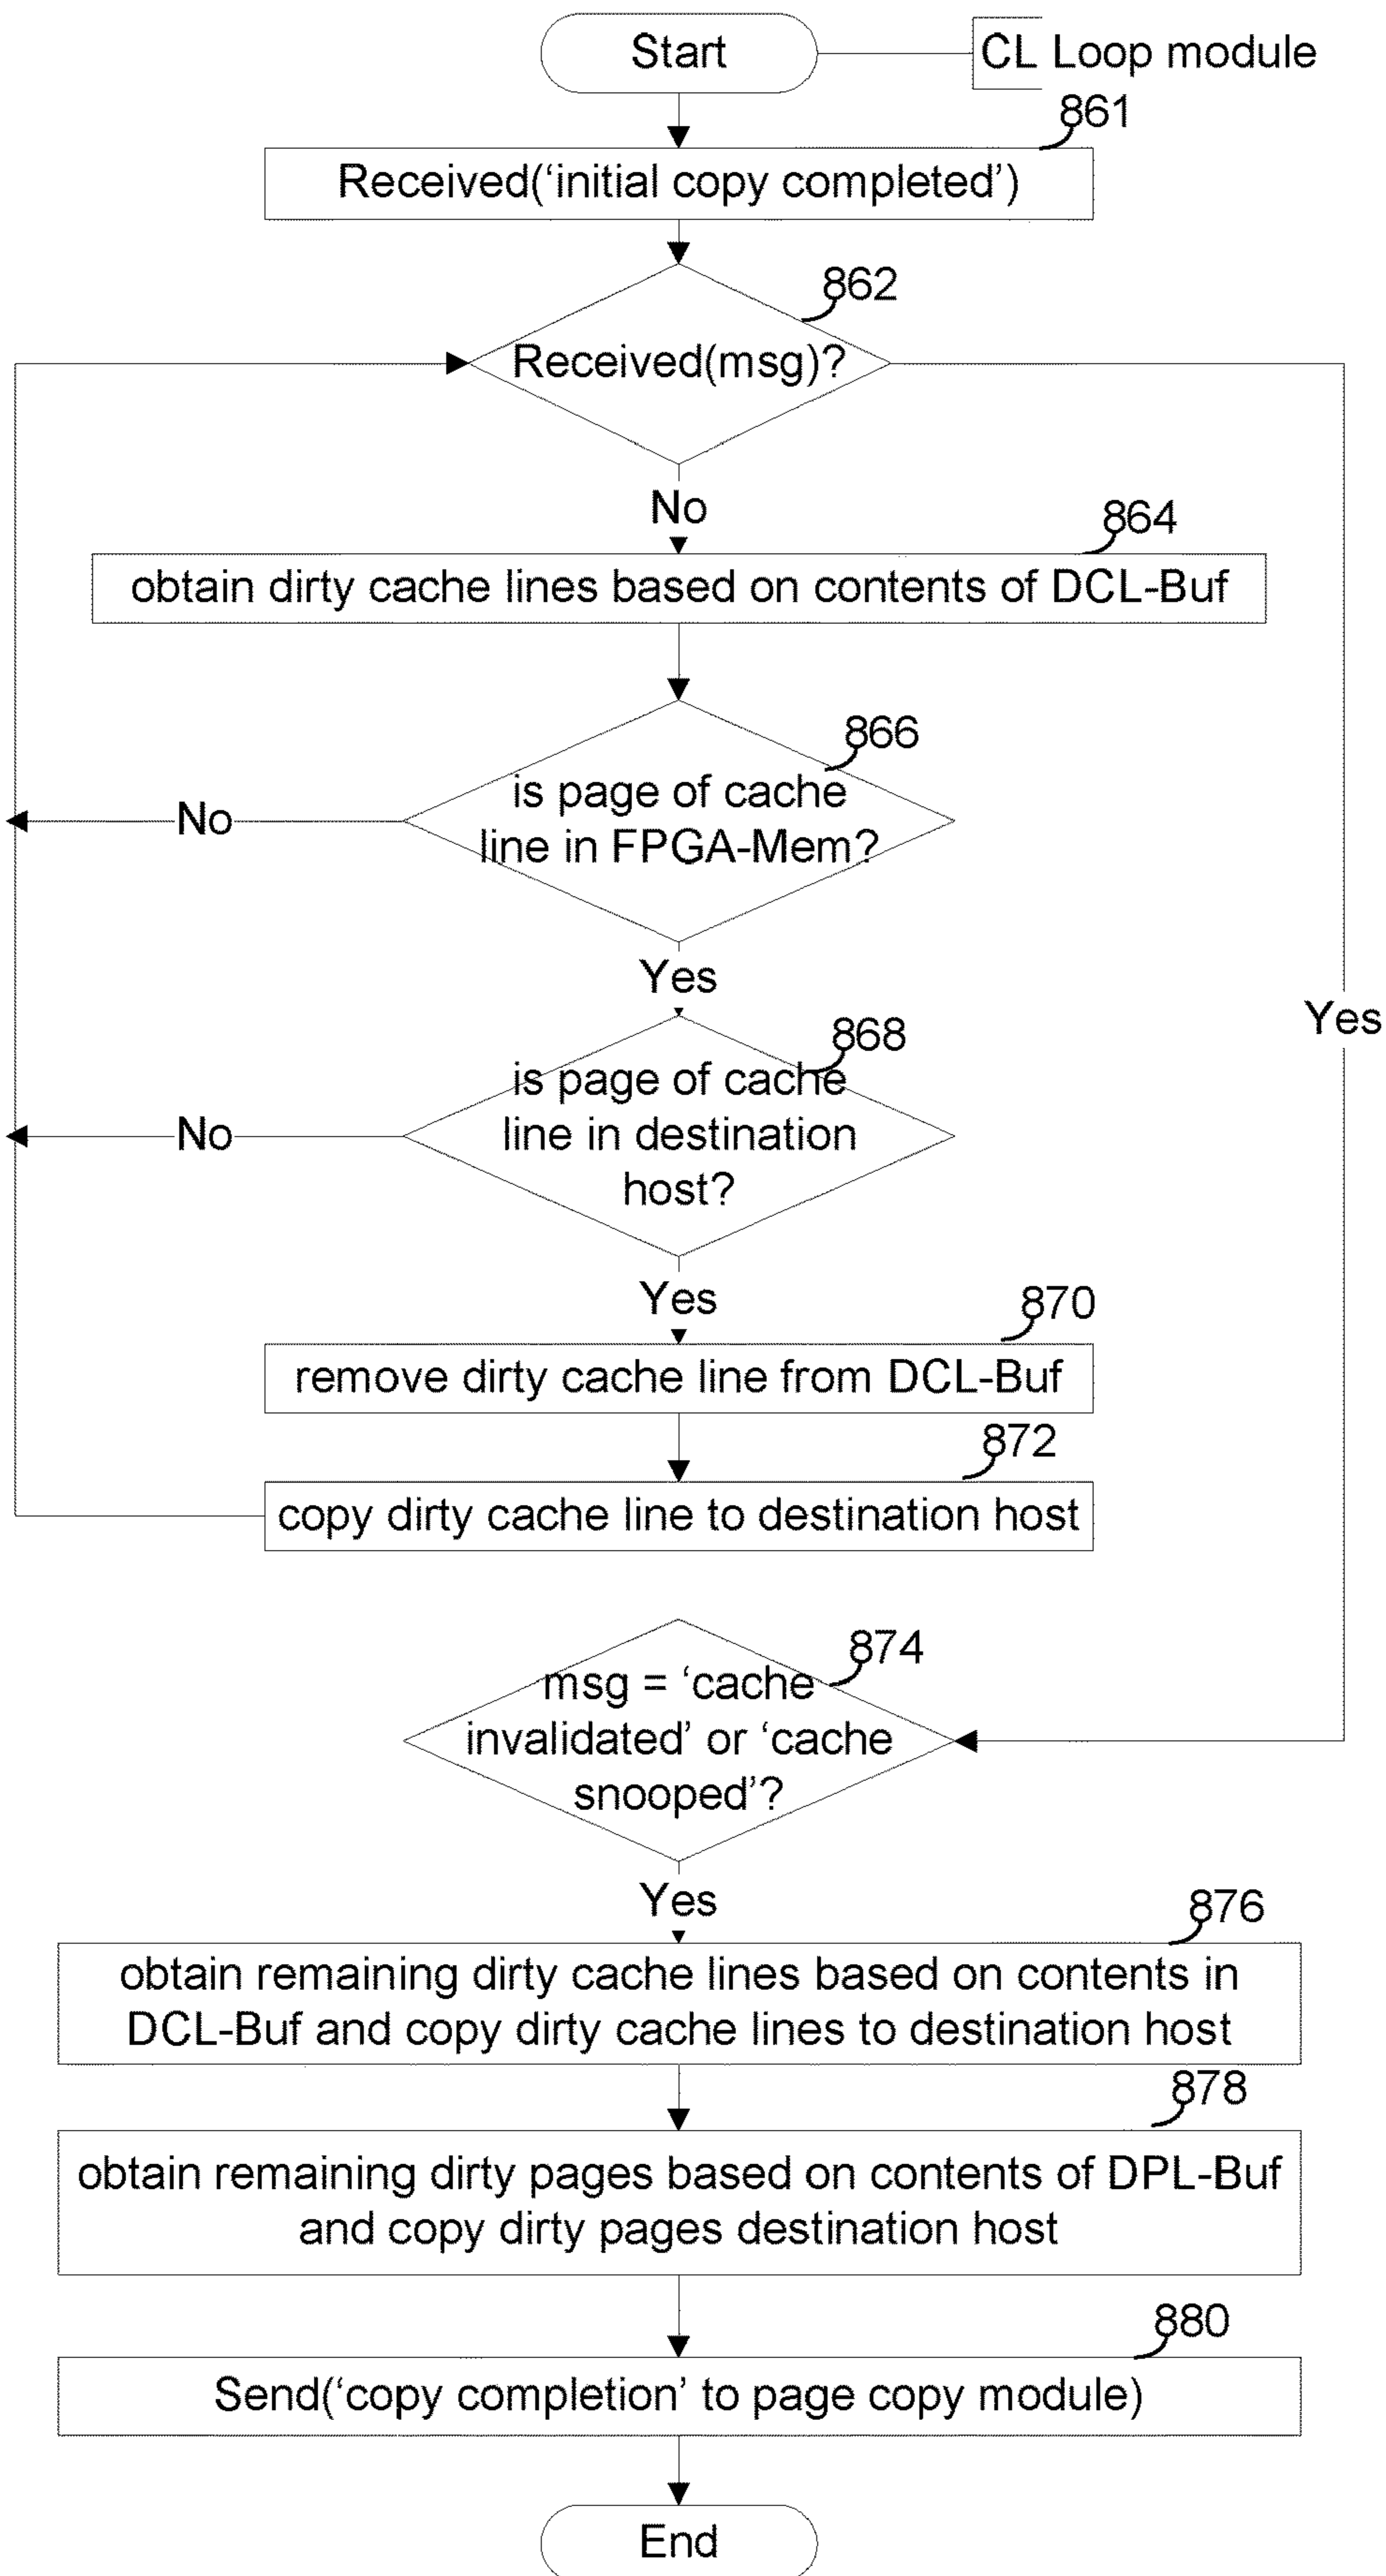 Start
CL Loop module
861
Received(‘initial copy completed’)
862
Received(msg)?
No
864
obtain dirty cache lines based on contents of DCL-Buf
866
is page of cache
line in FPGA-Mem?
No
Yes
Yes
868
is page of cache
line in destination
host?
No
Yes
870
remove dirty cache line from DCL-Buf
872
copy dirty cache line to destination host
874
msg = ‘cache
invalidated’ or ‘cache
snooped’?
Yes
876
obtain remaining dirty cache lines based on contents in
DCL-Buf and copy dirty cache lines to destination host
878
obtain remaining dirty pages based on contents of DPL-Buf
and copy dirty pages destination host
880
Send(‘copy completion’ to page copy module)
End